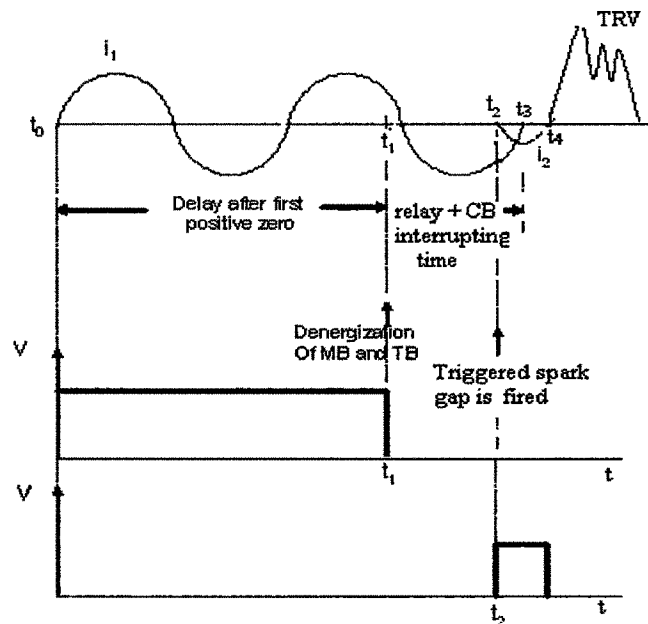 TRV
i1
t0
t1
t2
t3
t4
i2
Delay after first
positive zero
relay + CB
interrupting
time
Denergization
Of MB and TB
Triggered spark
gap is fired
V
t1
t
V
t2
t